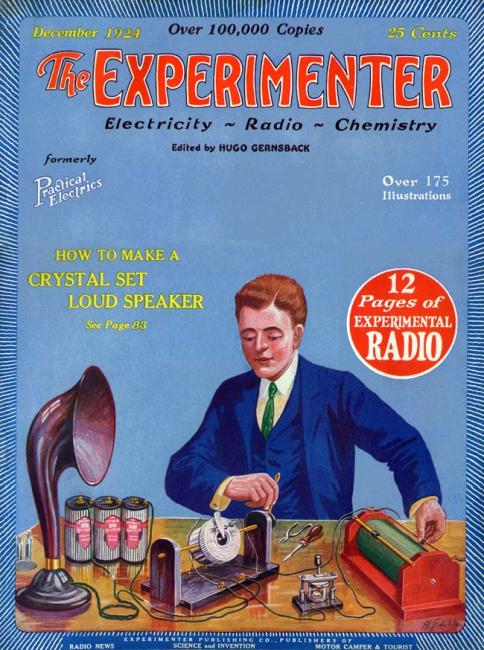 December 1924
Over 100,000 Copies
25 Cents
The EXPERIMENTER
Electricity ~ Radio ~ Chemistry
Edited by HUGO GERNSBACK
formerly
Practical
Electrics
Over 175
Illustrations
HOW TO MAKE A
CRYSTAL SET
LOUD SPEAKER
See Page 83
12
Pages of
EXPERIMENTAL
RADIO
EXPERIMENTER PUBLISHING CO., PUBLISHERS OF
RADIO NEWS
SCIENCE and INVENTION
MOTOR CAMPER & TOURIST